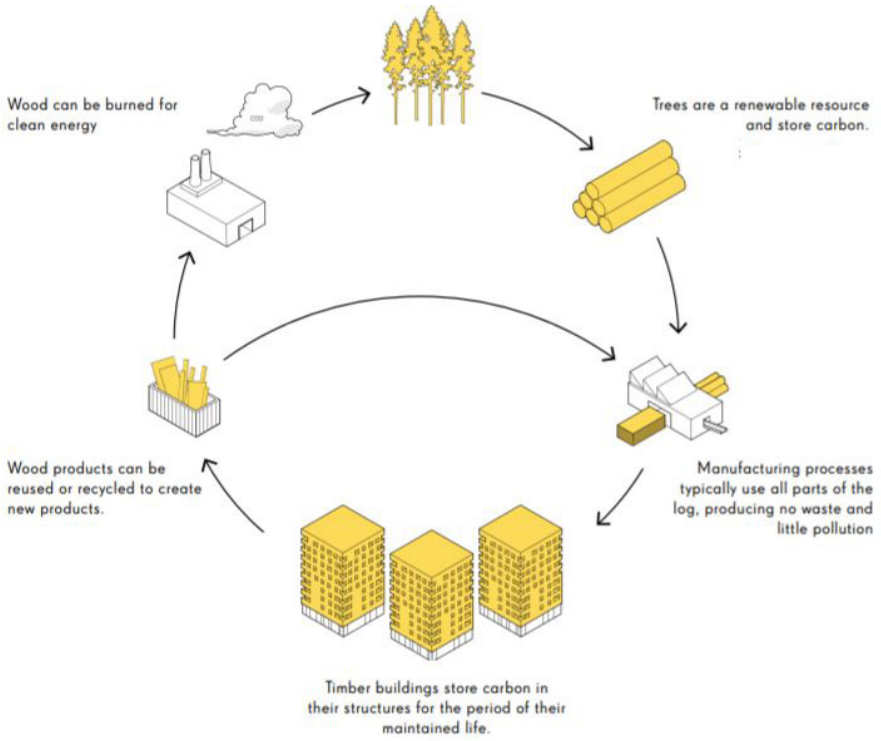 Wood can be burned for
clean energy
Trees are a renewable resource
and store carbon.
:
Wood products can be
reused or recycled to create
new products.
Manufacturing processes
typically use all parts of the
log, producing no waste and
little pollution
Timber buildings store carbon in
their structures for the period of their
maintained life.